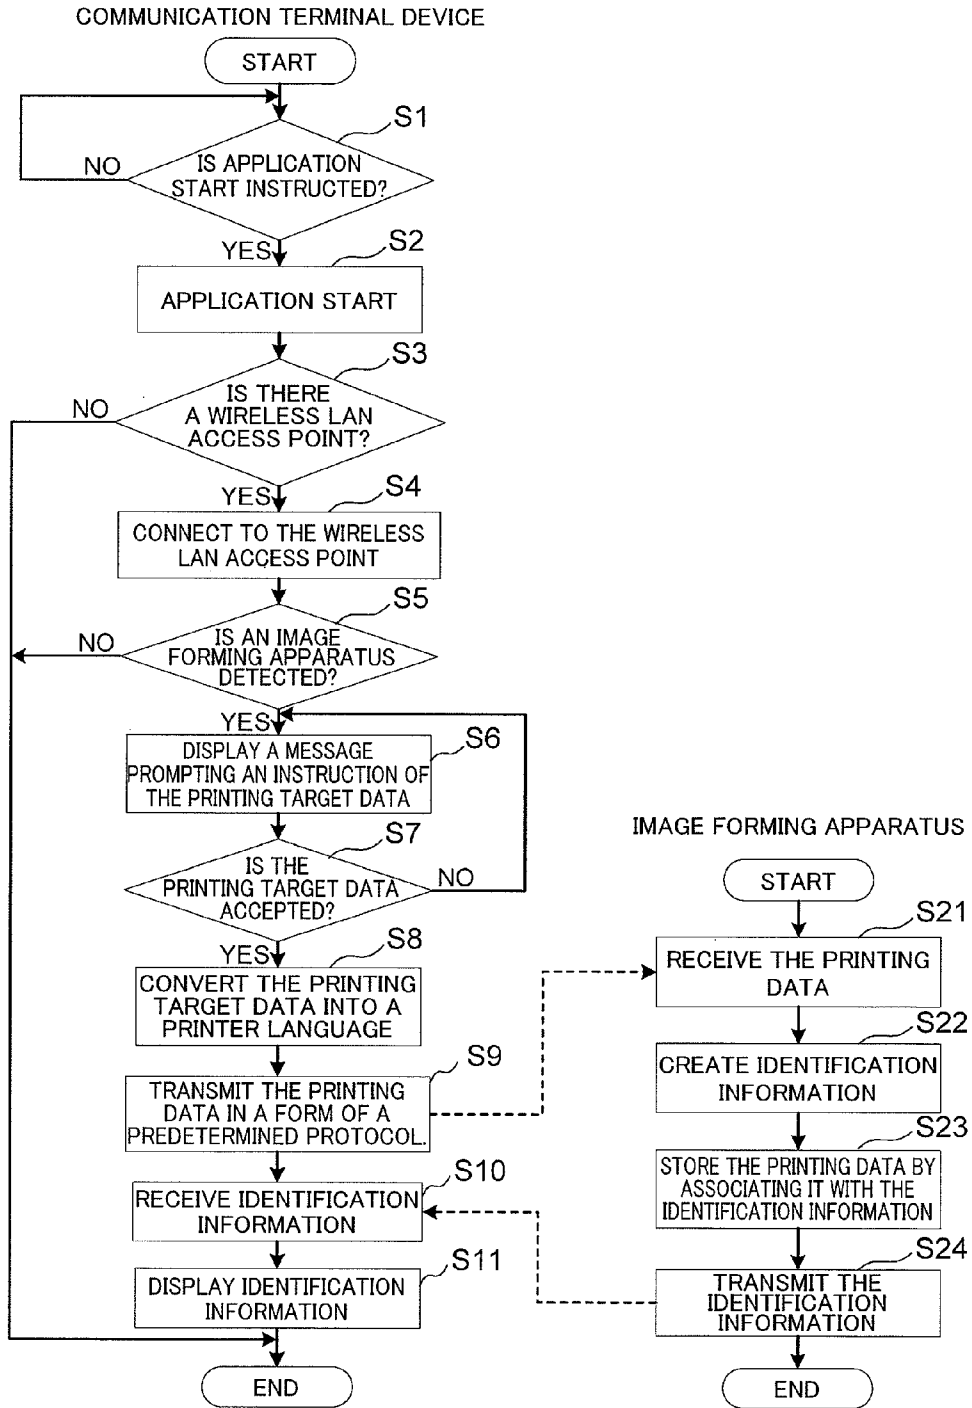 COMMUNICATION TERMINAL DEVICE
START
S1
IS APPLICATION
START INSTRUCTED?
NO
YES
S2
APPLICATION START
S3
IS THERE
A WIRELESS LAN
ACCESS POINT?
NO
YES
S4
CONNECT TO THE WIRELESS
LAN ACCESS POINT
S5
IS AN IMAGE
FORMING APPARATUS
DETECTED?
NO
YES
S6
DISPLAY A MESSAGE
PROMPTING AN INSTRUCTION OF
THE PRINTING TARGET DATA
S7
IS THE
PRINTING TARGET DATA
ACCEPTED?
NO
YES
S8
CONVERT THE PRINTING
TARGET DATA INTO A
PRINTER LANGUAGE
S9
TRANSMIT THE PRINTING
DATA IN A FORM OF A
PREDETERMINED PROTOCOL.
S10
RECEIVE IDENTIFICATION
INFORMATION
S11
DISPLAY IDENTIFICATION
INFORMATION
END
IMAGE FORMING APPARATUS
START
S21
RECEIVE THE PRINTING
DATA
S22
CREATE IDENTIFICATION
INFORMATION
S23
STORE THE PRINTING DATA BY
ASSOCIATING IT WITH THE
IDENTIFICATION INFORMATION
S24
TRANSMIT THE
IDENTIFICATION
INFORMATION
END